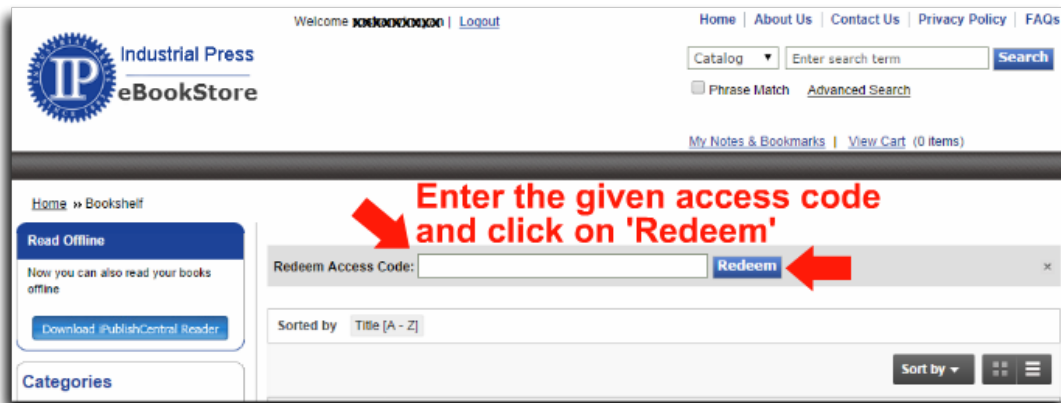 Welcome | Logout
Home | About Us | Contact Us | Privacy Policy | FAQs
IP
Industrial Press
eBookStore
Catalog Enter search term Search
Phrase Match Advanced Search
My Notes & Bookmarks | View Cart (0 items)
Home » Bookshelf
Enter the given access code
and click on 'Redeem'
Read Offline
Now you can also read your books
offline
Download iPublishCentral Reader
Redeem Access Code: Redeem ×
Sorted by Title [A - Z]
Sort by
Categories